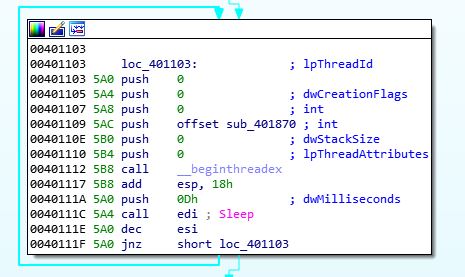 00401103
00401103 loc_401103: ; lpThreadId
00401103 5A0 push 0
00401105 5A4 push 0 ; dwCreationFlags
00401107 5A8 push 0 ; int
00401109 5AC push offset sub_401870 ; int
0040110E 5B0 push 0 ; dwStackSize
00401110 5B4 push 0 ; lpThreadAttributes
00401112 5B8 call __beginthreadex
00401117 5B8 add esp, 18h
0040111A 5A0 push 0Dh ; dwMilliseconds
0040111C 5A4 call edi ; Sleep
0040111E 5A0 dec esi
0040111F 5A0 jnz short loc_401103